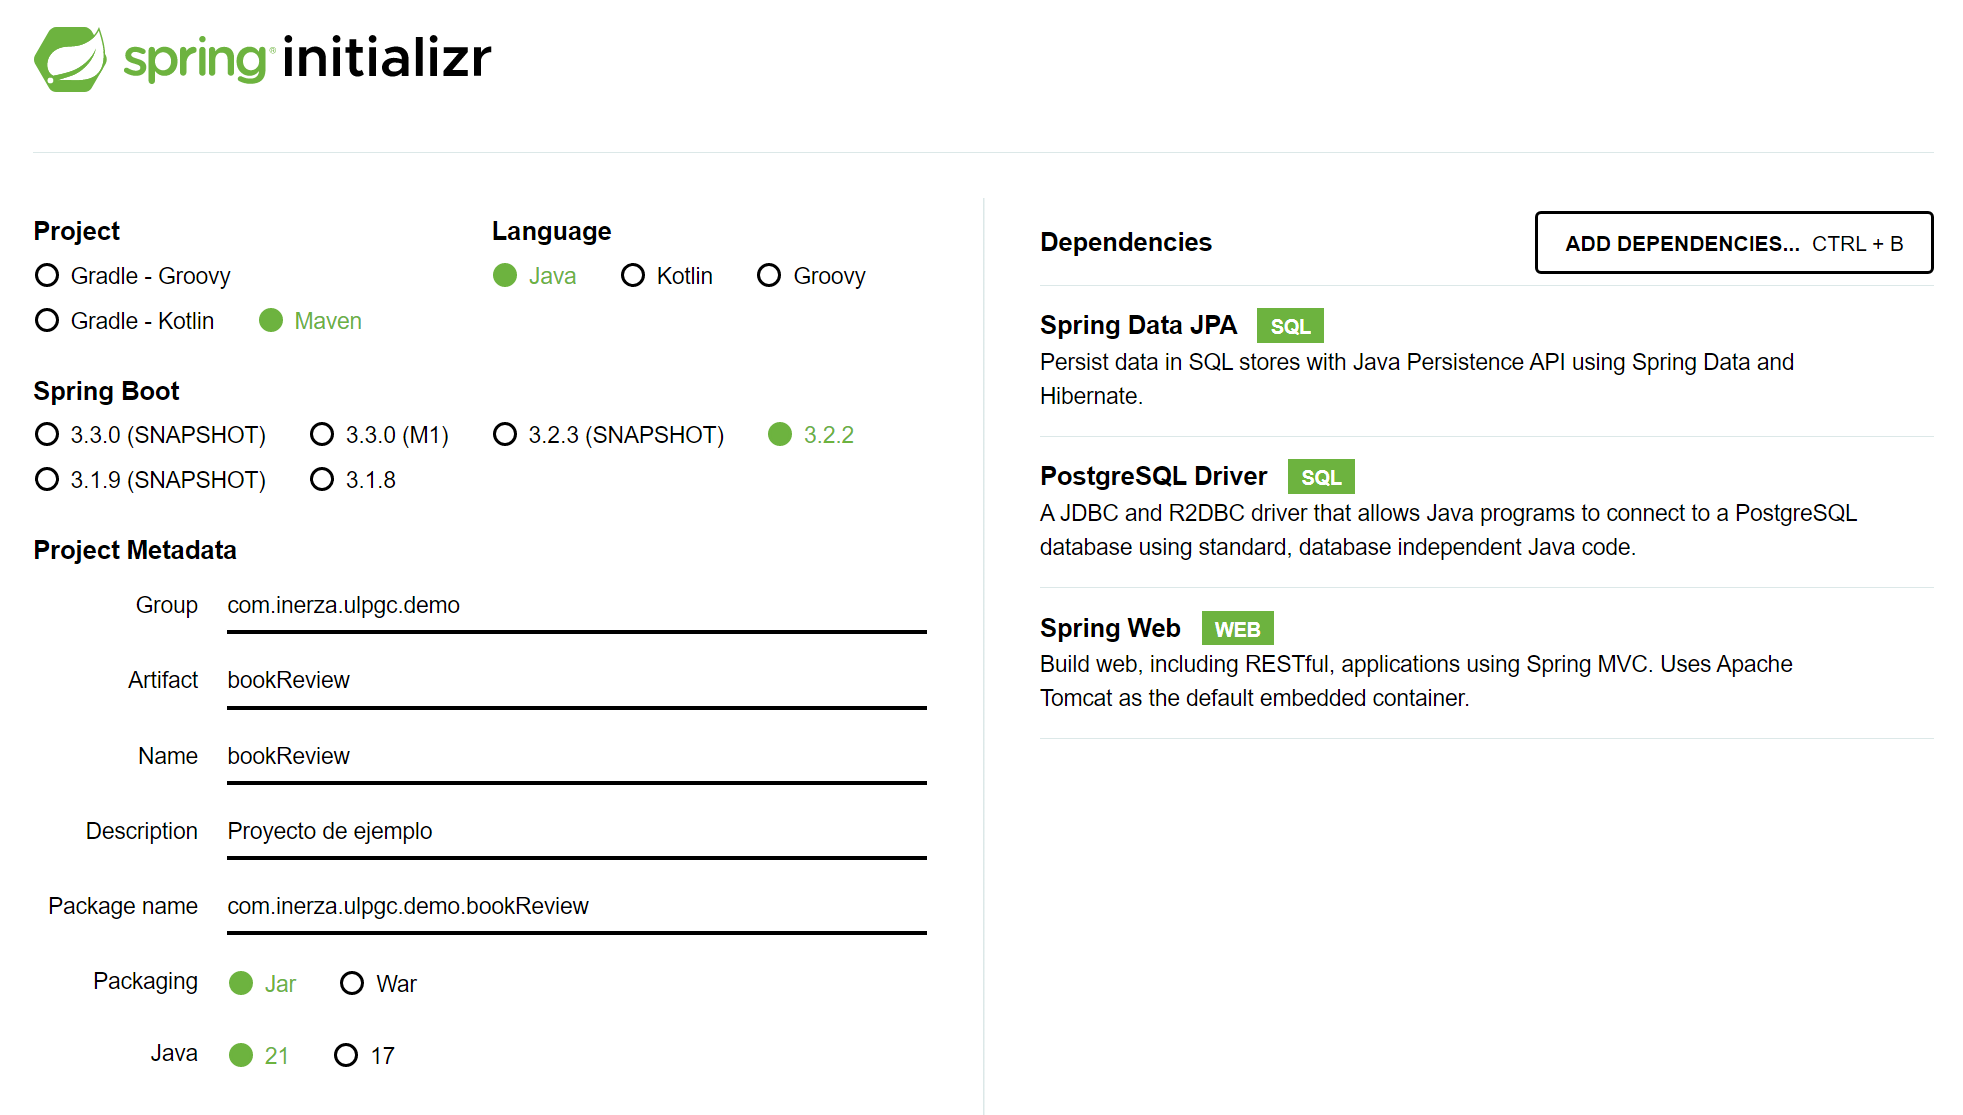 spring initializr
Project
Gradle - Groovy
Gradle - Kotlin Maven
Language
Java Kotlin Groovy
Spring Boot
3.3.0 (SNAPSHOT) 3.3.0 (M1) 3.2.3 (SNAPSHOT) 3.2.2
3.1.9 (SNAPSHOT) 3.1.8
Project Metadata
Group com.inerza.ulpgc.demo
Artifact bookReview
Name bookReview
Description Proyecto de ejemplo
Package name com.inerza.ulpgc.demo.bookReview
Packaging Jar War
Java 21 17
Dependencies ADD DEPENDENCIES... CTRL + B
Spring Data JPA SQL
Persist data in SQL stores with Java Persistence API using Spring Data and
Hibernate.
PostgreSQL Driver SQL
A JDBC and R2DBC driver that allows Java programs to connect to a PostgreSQL
database using standard, database independent Java code.
Spring Web WEB
Build web, including RESTful, applications using Spring MVC. Uses Apache
Tomcat as the default embedded container.